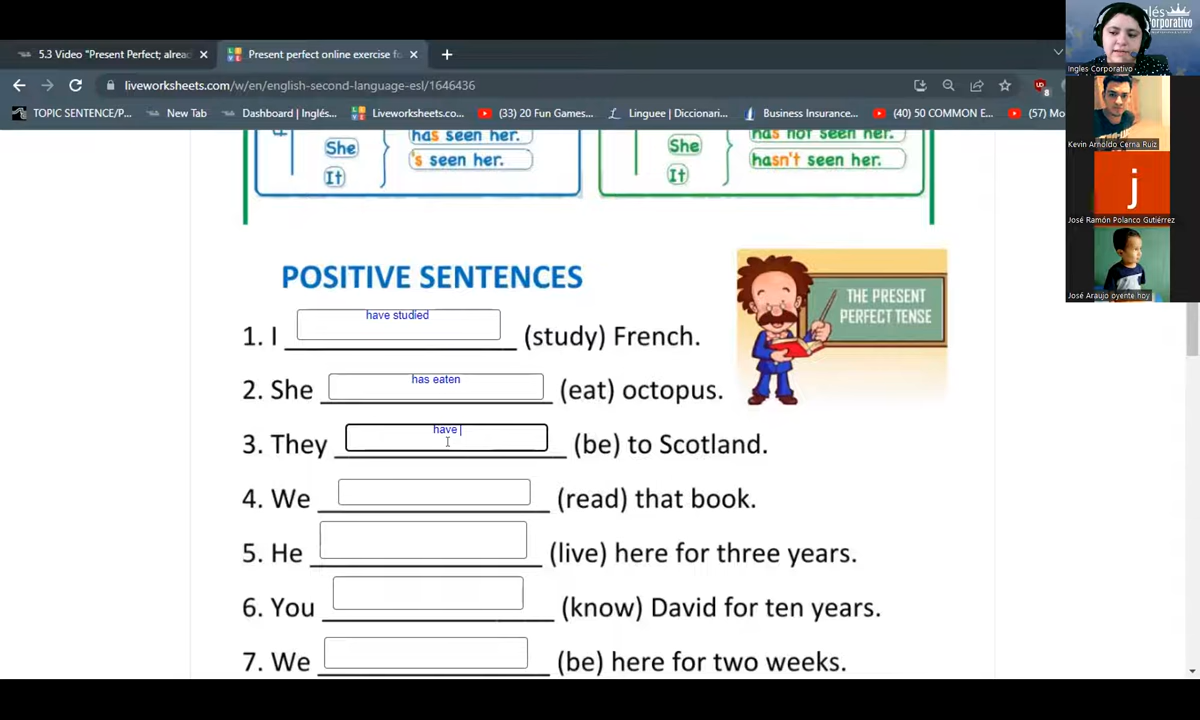 5.3 Video "Present Perfect; alread
Present perfect online exercise fo
liveworksheets.com/w/en/english-second-language-esl/1646436
TOPIC SENTENCE/P... New Tab Dashboard | Inglés... Liveworksheets.co... (33) 20 Fun Games... Linguee | Diccionari... Business Insurance... (40) 50 COMMON E... (57) Mo
has seen her.
She
's seen her.
It
has not seen her.
She
hasn't seen her.
It
POSITIVE SENTENCES
THE PRESENT
PERFECT TENSE
1. I have studied (study) French.
2. She has eaten (eat) octopus.
3. They have (be) to Scotland.
4. We (read) that book.
5. He (live) here for three years.
6. You (know) David for ten years.
7. We (be) here for two weeks.
Ingles Corporativo
Kevin Arnoldo Cerna Ruiz
j
José Ramón Polanco Gutiérrez
José Araujo oyente hoy